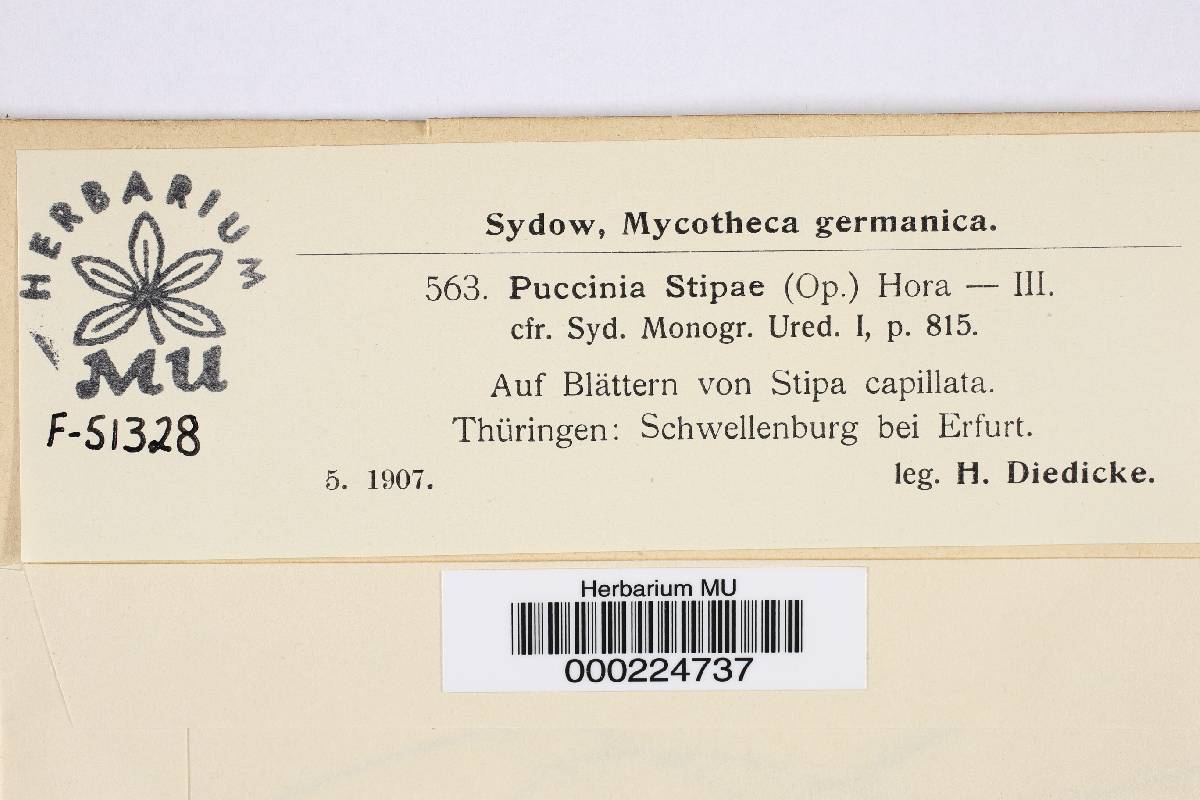 HERBARIUM
MU
F-51328
Sydow, Mycotheca germanica.
563. Puccinia Stipae (Op.) Hora — III.
cfr. Syd. Monogr. Ured. I, p. 815.
Auf Blättern von Stipa capillata.
Thüringen: Schwellenburg bei Erfurt.
5. 1907.
leg. H. Diedicke.
Herbarium MU
000224737